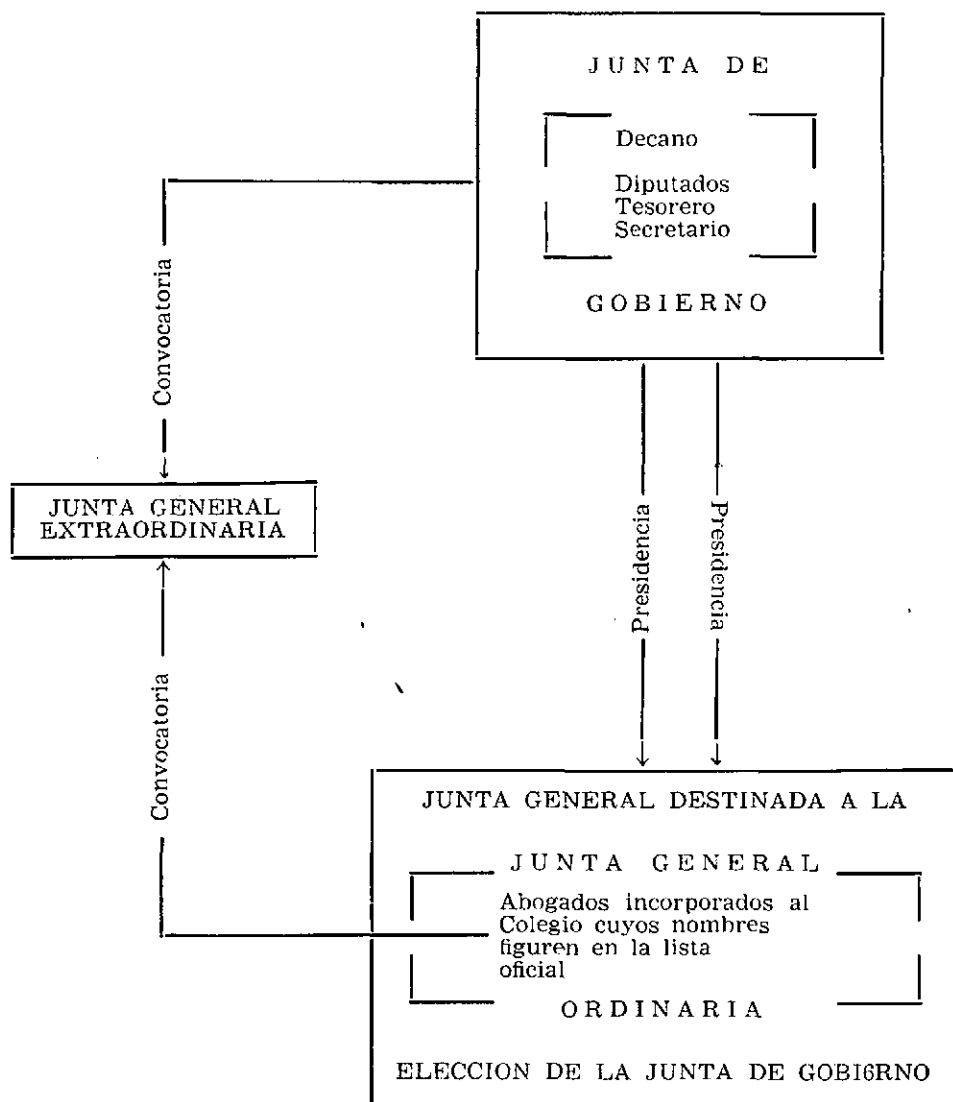 JUNTA DE
Decano
Diputados
Tesorero
Secretario
GOBIERNO
Convocatoria
JUNTA GENERAL
EXTRAORDINARIA
Presidencia
Presidencia
Convocatoria
JUNTA GENERAL DESTINADA A LA
JUNTA GENERAL
Abogados incorporados al
Colegio cuyos nombres
figuren en la lista
oficial
ORDINARIA
ELECCION DE LA JUNTA DE GOBI6RNO